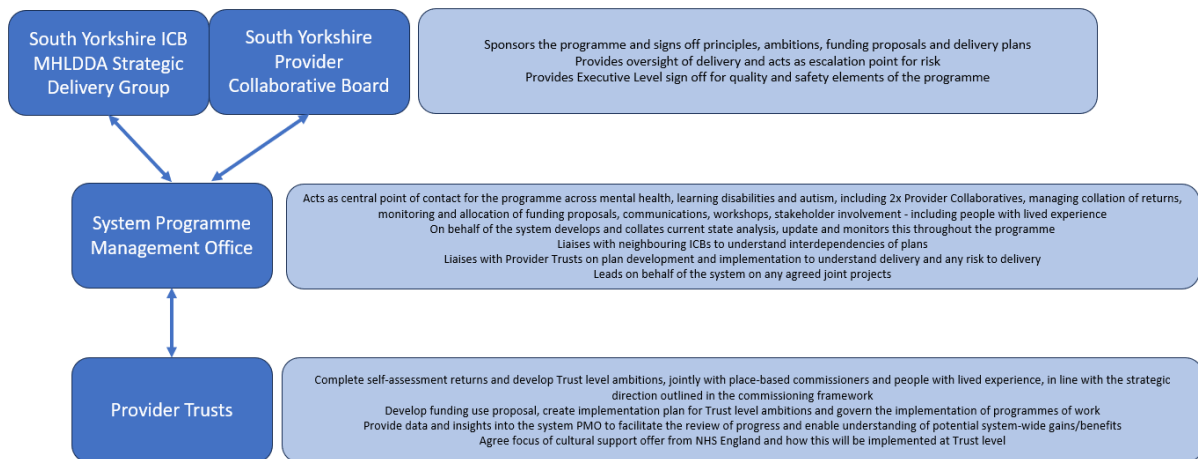 South Yorkshire ICB
MHLDDA Strategic
Delivery Group
South Yorkshire
Provider
Collaborative Board
Sponsors the programme and signs off principles, ambitions, funding proposals and delivery plans
Provides oversight of delivery and acts as escalation point for risk
Provides Executive Level sign off for quality and safety elements of the programme
System Programme
Management Office
Acts as central point of contact for the programme across mental health, learning disabilities and autism, including 2x Provider Collaboratives, managing collation of returns,
monitoring and allocation of funding proposals, communications, workshops, stakeholder involvement - including people with lived experience
On behalf of the system develops and collates current state analysis, update and monitors this throughout the programme
Liaises with neighbouring ICBs to understand interdependencies of plans
Liaises with Provider Trusts on plan development and implementation to understand delivery and any risk to delivery
Leads on behalf of the system on any agreed joint projects
Provider Trusts
Complete self-assessment returns and develop Trust level ambitions, jointly with place-based commissioners and people with lived experience, in line with the strategic
direction outlined in the commissioning framework
Develop funding use proposal, create implementation plan for Trust level ambitions and govern the implementation of programmes of work
Provide data and insights into the system PMO to facilitate the review of progress and enable understanding of potential system-wide gains/benefits
Agree focus of cultural support offer from NHS England and how this will be implemented at Trust level